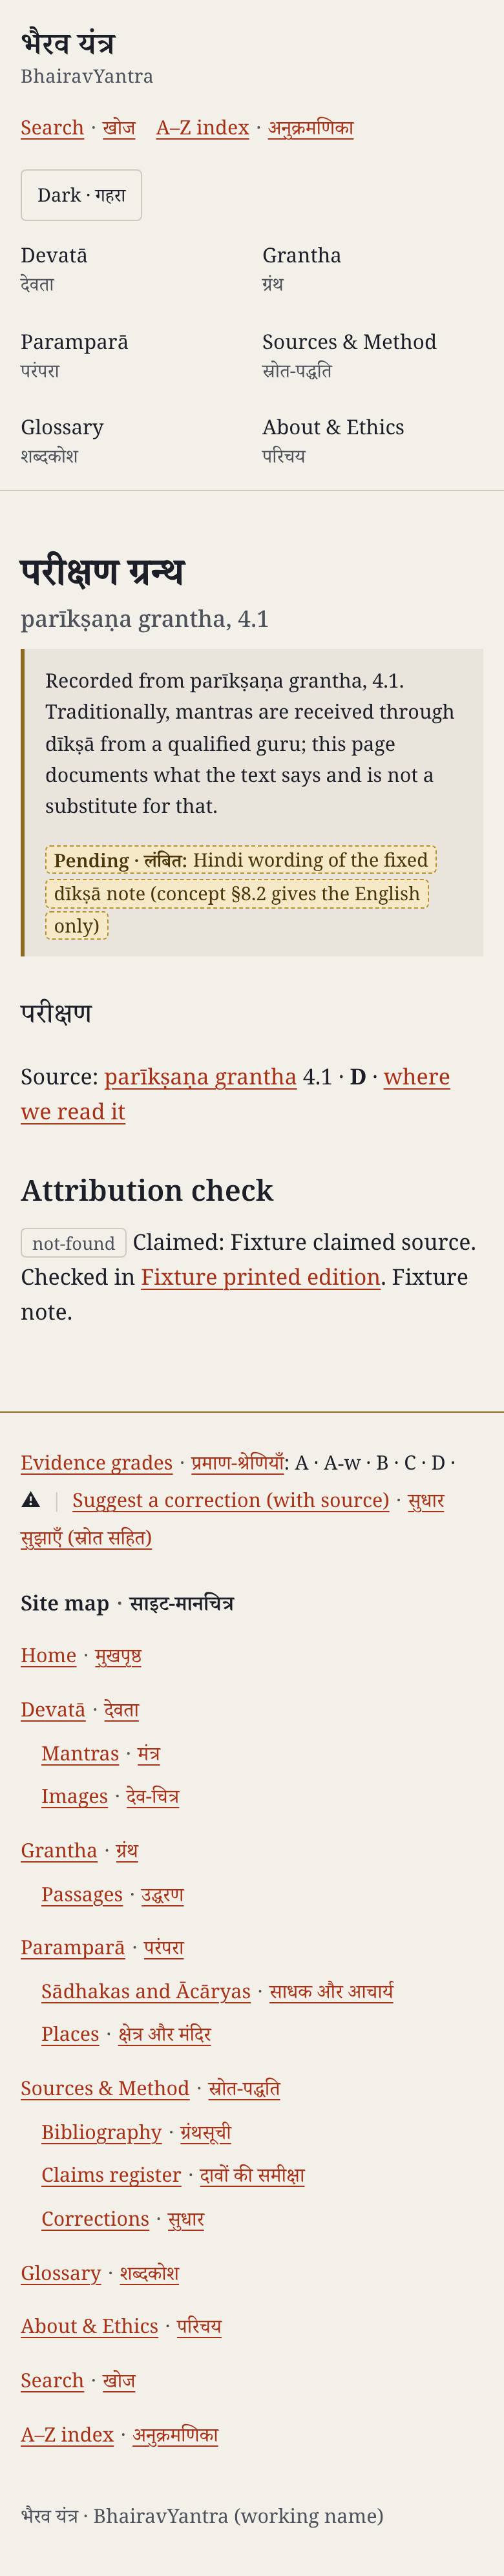 भैरव यंत्र
BhairavYantra
Search · खोज A–Z index · अनुक्रमणिका
Dark · गहरा
Devatā Grantha
देवता ग्रंथ
Paramparā Sources & Method
परंपरा स्रोत-पद्धति
Glossary About & Ethics
शब्दकोश परिचय
परीक्षण ग्रन्थ
parīkṣaṇa grantha, 4.1
Recorded from parīkṣaṇa grantha, 4.1.
Traditionally, mantras are received through
dīkṣā from a qualified guru; this page
documents what the text says and is not a
substitute for that.
Pending · लंबित: Hindi wording of the fixed
dīkṣā note (concept §8.2 gives the English
only)
परीक्षण
Source: parīkṣaṇa grantha 4.1 · D · where
we read it
Attribution check
not-found Claimed: Fixture claimed source.
Checked in Fixture printed edition. Fixture
note.
Evidence grades · प्रमाण-श्रेणियाँ: A · A-w · B · C · D ·
⚠ | Suggest a correction (with source) · सुधार
सुझाएँ (स्रोत सहित)
Site map · साइट-मानचित्र
Home · मुखपृष्ठ
Devatā · देवता
Mantras · मंत्र
Images · देव-चित्र
Grantha · ग्रंथ
Passages · उद्धरण
Paramparā · परंपरा
Sādhakas and Ācāryas · साधक और आचार्य
Places · क्षेत्र और मंदिर
Sources & Method · स्रोत-पद्धति
Bibliography · ग्रंथसूची
Claims register · दावों की समीक्षा
Corrections · सुधार
Glossary · शब्दकोश
About & Ethics · परिचय
Search · खोज
A–Z index · अनुक्रमणिका
भैरव यंत्र · BhairavYantra (working name)